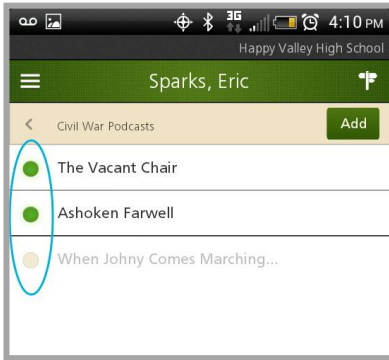 3G 4:10 PM
Happy Valley High School
Sparks, Eric
Civil War Podcasts Add
The Vacant Chair
Ashoken Farwell
When Johny Comes Marching...